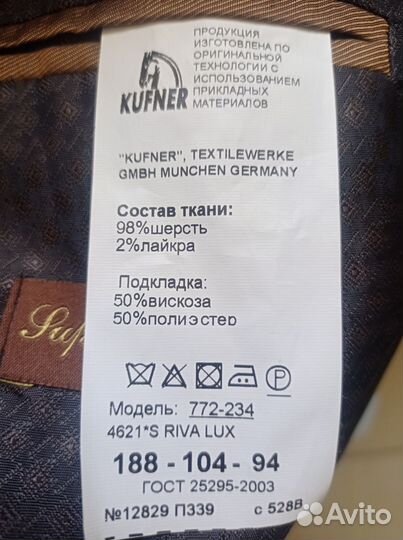 ПРОДУКЦИЯ
ИЗГОТОВЛЕНА ПО
ОРИГИНАЛЬНОЙ
ТЕХНОЛОГИИ С
ИСПОЛЬЗОВАНИЕМ
ПРИКЛАДНЫХ
МАТЕРИАЛОВ
KUFNER
"KUFNER", TEXTILEWERKE
GMBH MUNCHEN GERMANY
Состав ткани:
98%шерсть
2%лайкра
Подкладка:
50%вискоза
50%полиэстер
P
Модель: 772-234
4621*S RIVA LUX
188 - 104 - 94
ГОСТ 25295-2003
№12829 П339 с 528В
Avito